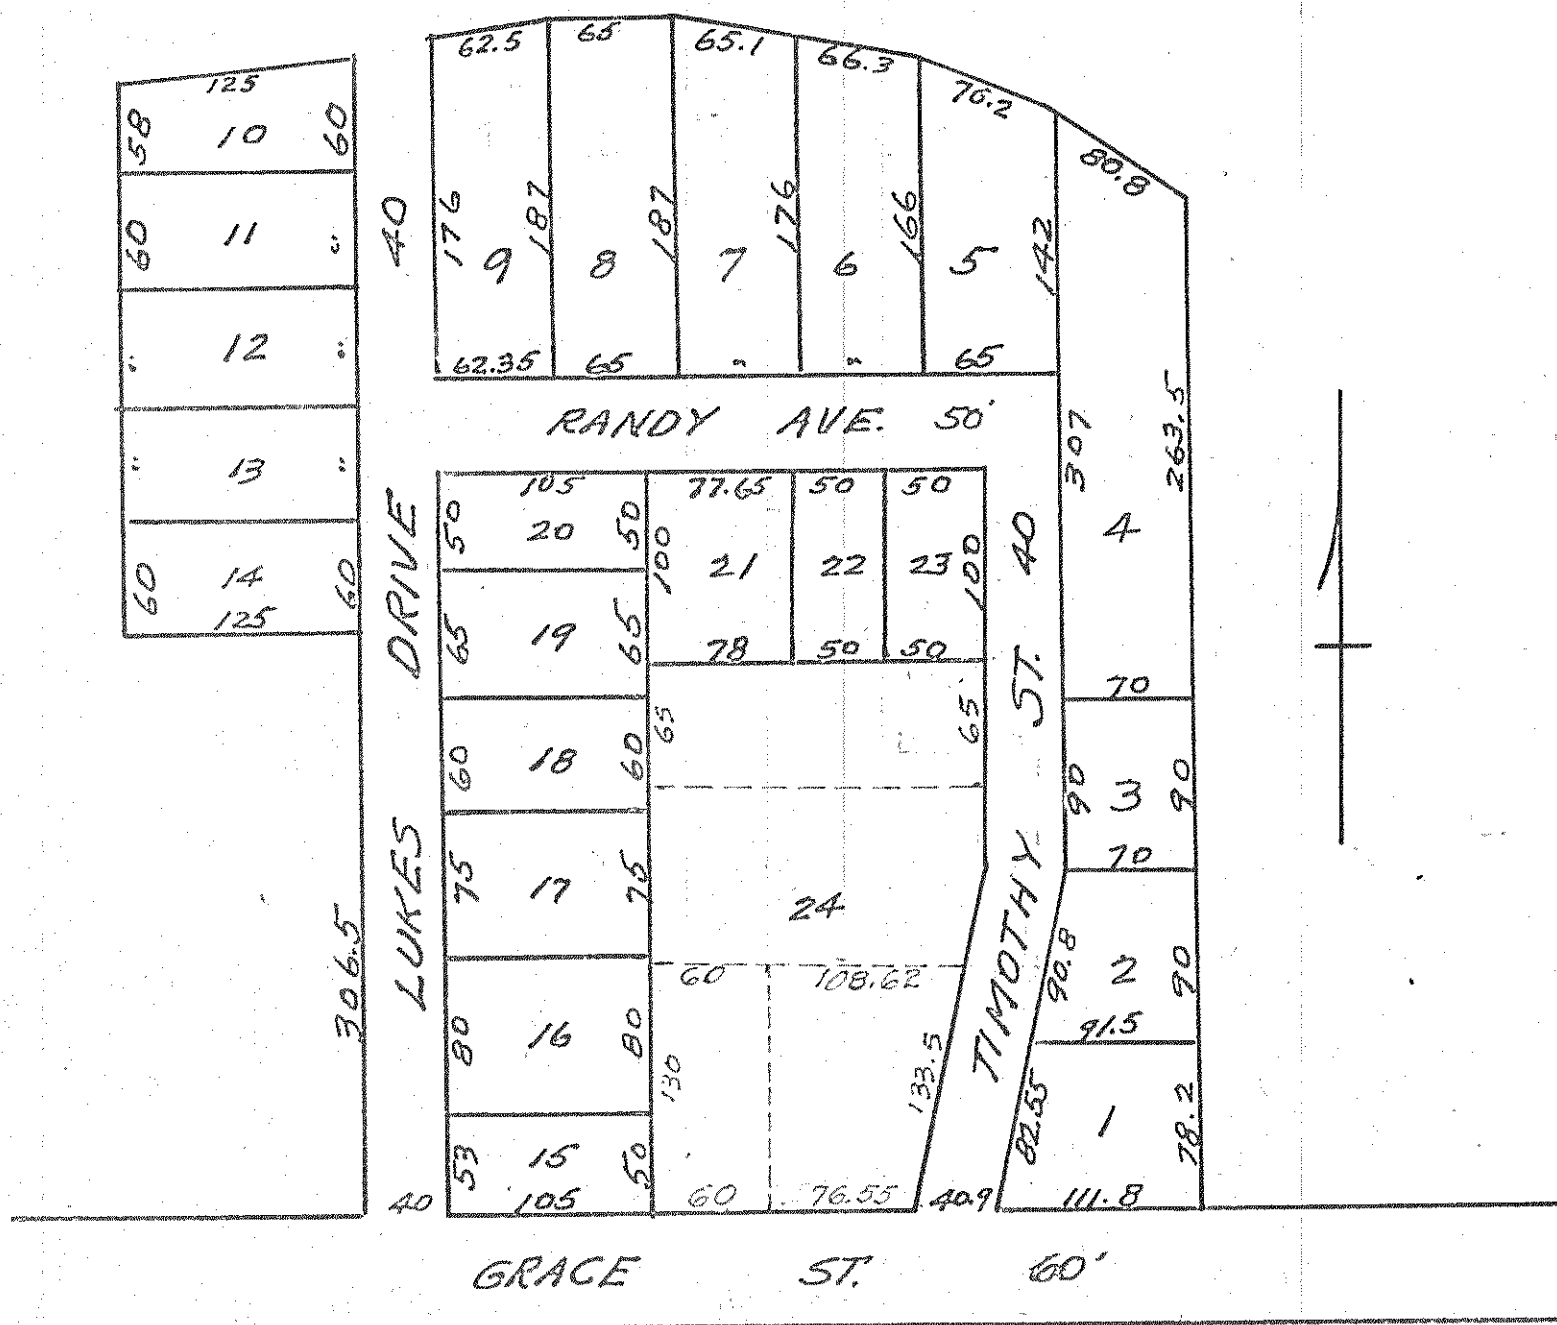 125
58 10 60
60 11 "
" 12 "
" 13 "
60 14 60
125
306.5
LUKES DRIVE 40
62.5 65 65.1 66.3 76.2 80.8
176 187 187 176 166 142
9 8 7 6 5
62.35 65 " " 65
RANDY AVE. 50'
307 4 263.5
70
90 3 90
70
90.8 2 90
91.5
82.55 1 78.2
111.8
TIMOTHY ST. 40
105
50 20 50
65 19 65
60 18 60
75 17 75
80 16 80
53 15 50
105
77.65 50 50
100 21 22 23 100
78 50 50
65 65
24
60 108.62
130 133.5
60 76.55
40 40.9
GRACE ST. 60'